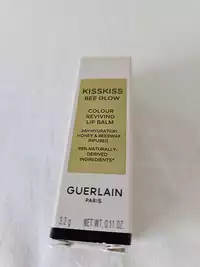 KISSKISS
BEE GLOW
COLOUR
REVIVING
LIP BALM
24H HYDRATION
HONEY & BEESWAX
INFUSED
95% NATURALLY-
DERIVED
INGREDIENTS*
GUERLAIN
PARIS
3.2 g NET WT. 0.11 OZ.